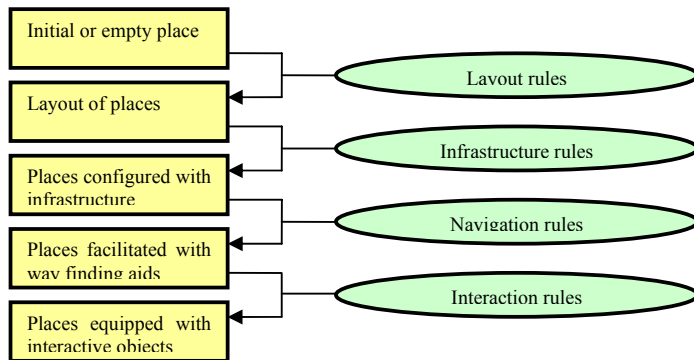 Initial or empty place
Layout rules
Layout of places
Infrastructure rules
Places configured with
infrastructure
Navigation rules
Places facilitated with
way finding aids
Interaction rules
Places equipped with
interactive objects